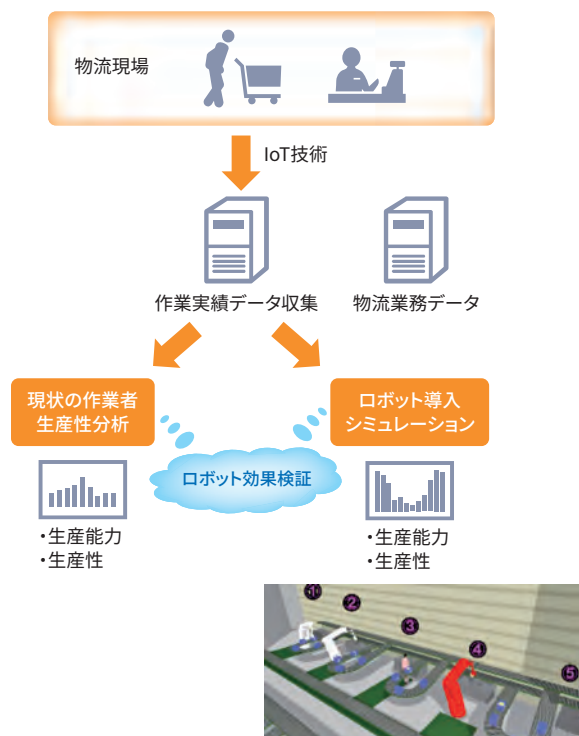 物流現場
IoT技術
作業実績データ収集
物流業務データ
現状の作業者
生産性分析
ロボット導入
シミュレーション
ロボット効果検証
・生産能力
・生産性
・生産能力
・生産性
1
2
3
4
5